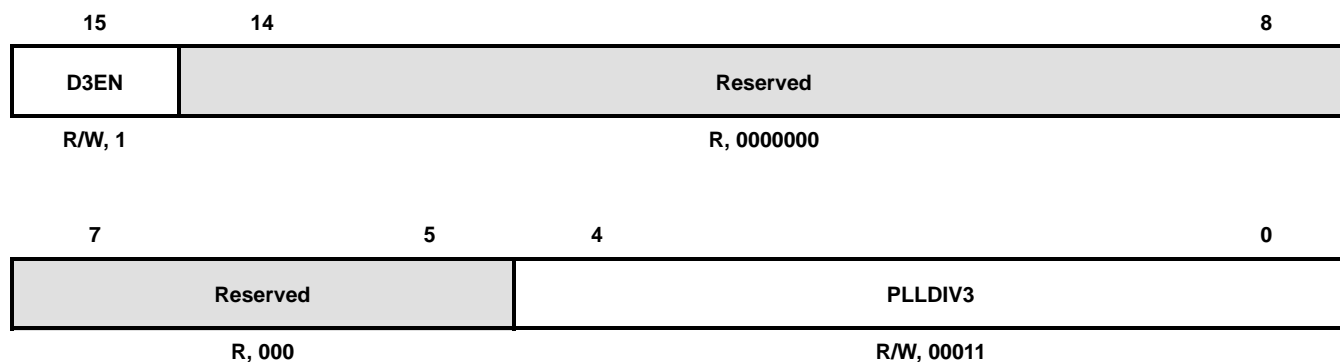 15 14 8
D3EN Reserved
R/W, 1 R, 0000000
7 5 4 0
Reserved PLLDIV3
R, 000 R/W, 00011